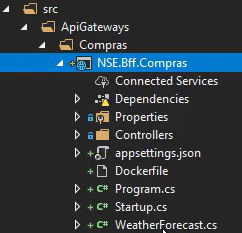 src
ApiGateways
Compras
NSE.Bff.Compras
Connected Services
Dependencies
Properties
Controllers
appsettings.json
Dockerfile
C# Program.cs
C# Startup.cs
C# WeatherForecast.cs